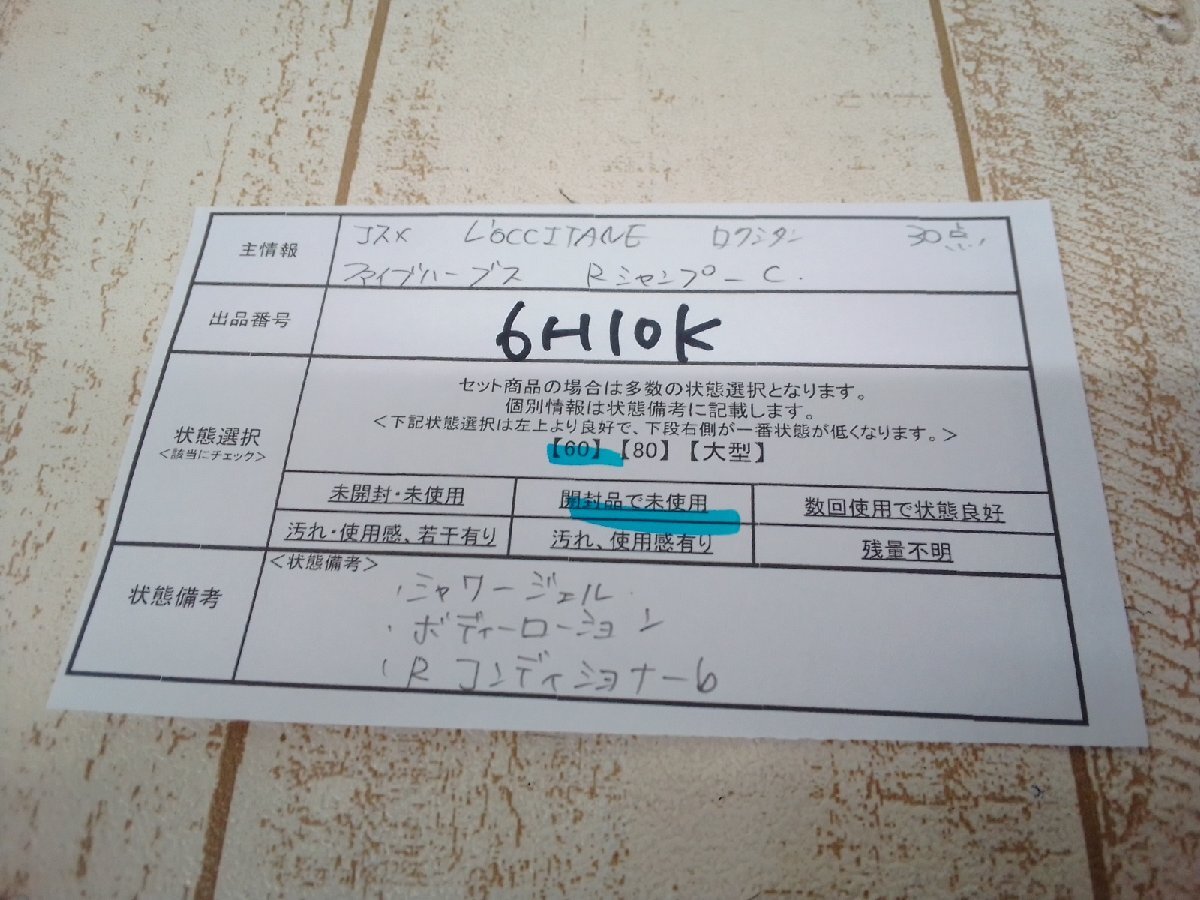 主情報
コスメ L'OCCITANE ロクシタン 30点
ファイブハーブス Rシャンプー C
出品番号
6H10K
状態選択
<該当にチェック>
セット商品の場合は多数の状態選択となります。
個別情報は状態備考に記載します。
<下記状態選択は左上より良好で、下段右側が一番状態が低くなります。>
【60】【80】【大型】
未開封・未使用 開封品で未使用 数回使用で状態良好
汚れ・使用感、若干有り 汚れ、使用感有り 残量不明
状態備考
<状態備考>
・シャワージェル
・ボディーローション
・R コンディショナーb